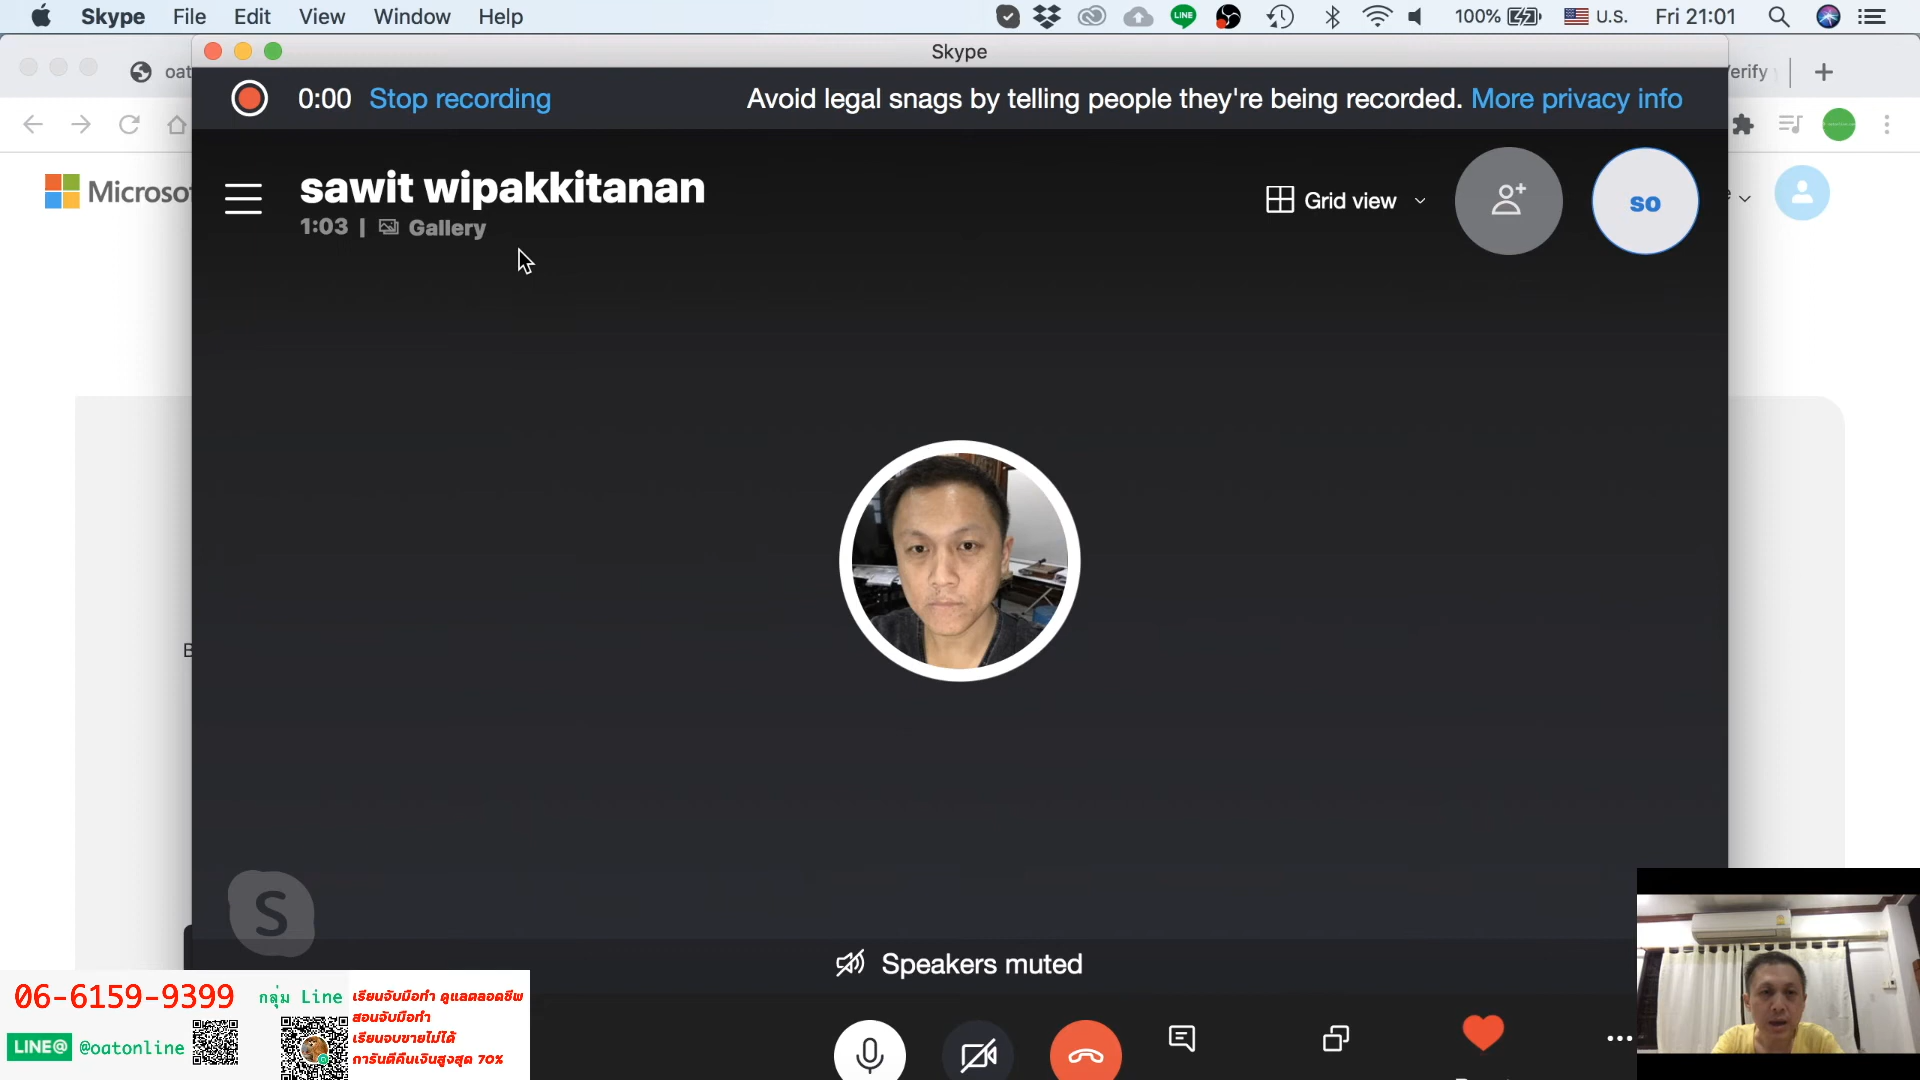 Skype File Edit View Window Help
LINE
100% U.S. Fri 21:01
Skype
oat
erify
0:00 Stop recording
Avoid legal snags by telling people they're being recorded. More privacy info
Microso
sawit wipakkitanan
1:03 | Gallery
Grid view
so
S
Speakers muted
06-6159-9399
กลุ่ม Line
LINE@ @oatonline
เรียนจับมือทำ ดูแลตลอดชีพ
สอนจับมือทำ
เรียนจบขายไม่ได้
การันตีคืนเงินสูงสุด 70%